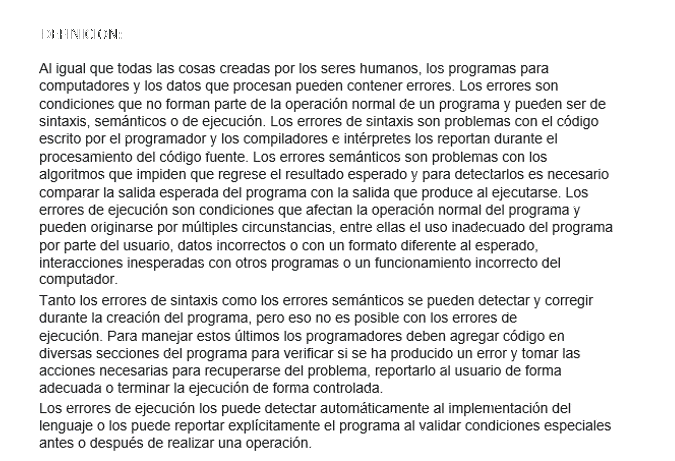 DEFINICION:
Al igual que todas las cosas creadas por los seres humanos, los programas para
computadores y los datos que procesan pueden contener errores. Los errores son
condiciones que no forman parte de la operación normal de un programa y pueden ser de
sintaxis, semánticos o de ejecución. Los errores de sintaxis son problemas con el código
escrito por el programador y los compiladores e intérpretes los reportan durante el
procesamiento del código fuente. Los errores semánticos son problemas con los
algoritmos que impiden que regrese el resultado esperado y para detectarlos es necesario
comparar la salida esperada del programa con la salida que produce al ejecutarse. Los
errores de ejecución son condiciones que afectan la operación normal del programa y
pueden originarse por múltiples circunstancias, entre ellas el uso inadecuado del programa
por parte del usuario, datos incorrectos o con un formato diferente al esperado,
interacciones inesperadas con otros programas o un funcionamiento incorrecto del
computador.
Tanto los errores de sintaxis como los errores semánticos se pueden detectar y corregir
durante la creación del programa, pero eso no es posible con los errores de
ejecución. Para manejar estos últimos los programadores deben agregar código en
diversas secciones del programa para verificar si se ha producido un error y tomar las
acciones necesarias para recuperarse del problema, reportarlo al usuario de forma
adecuada o terminar la ejecución de forma controlada.
Los errores de ejecución los puede detectar automáticamente al implementación del
lenguaje o los puede reportar explícitamente el programa al validar condiciones especiales
antes o después de realizar una operación.